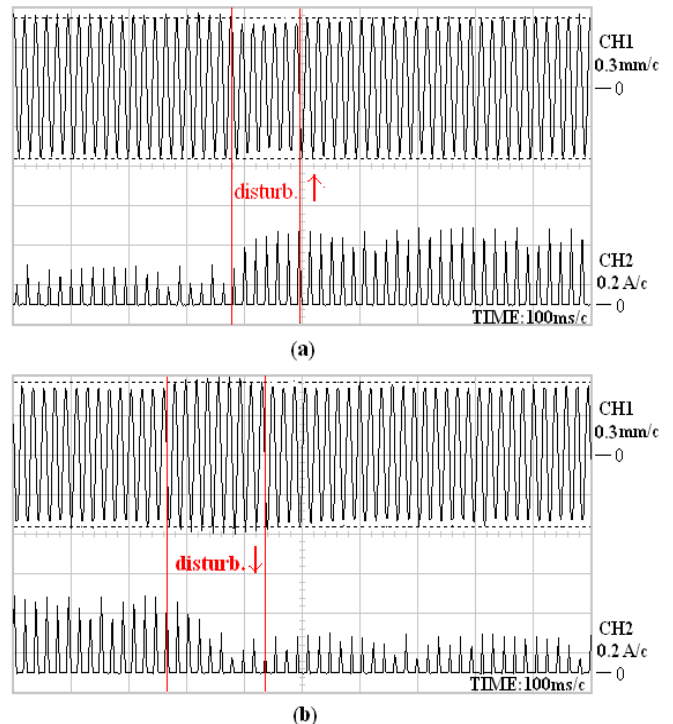 CH1
0.3mm/c
0
disturb. ↑
CH2
0.2 A/c
0
TIME:100ms/c
(a)
CH1
0.3mm/c
0
disturb. ↓
CH2
0.2 A/c
0
TIME:100ms/c
(b)